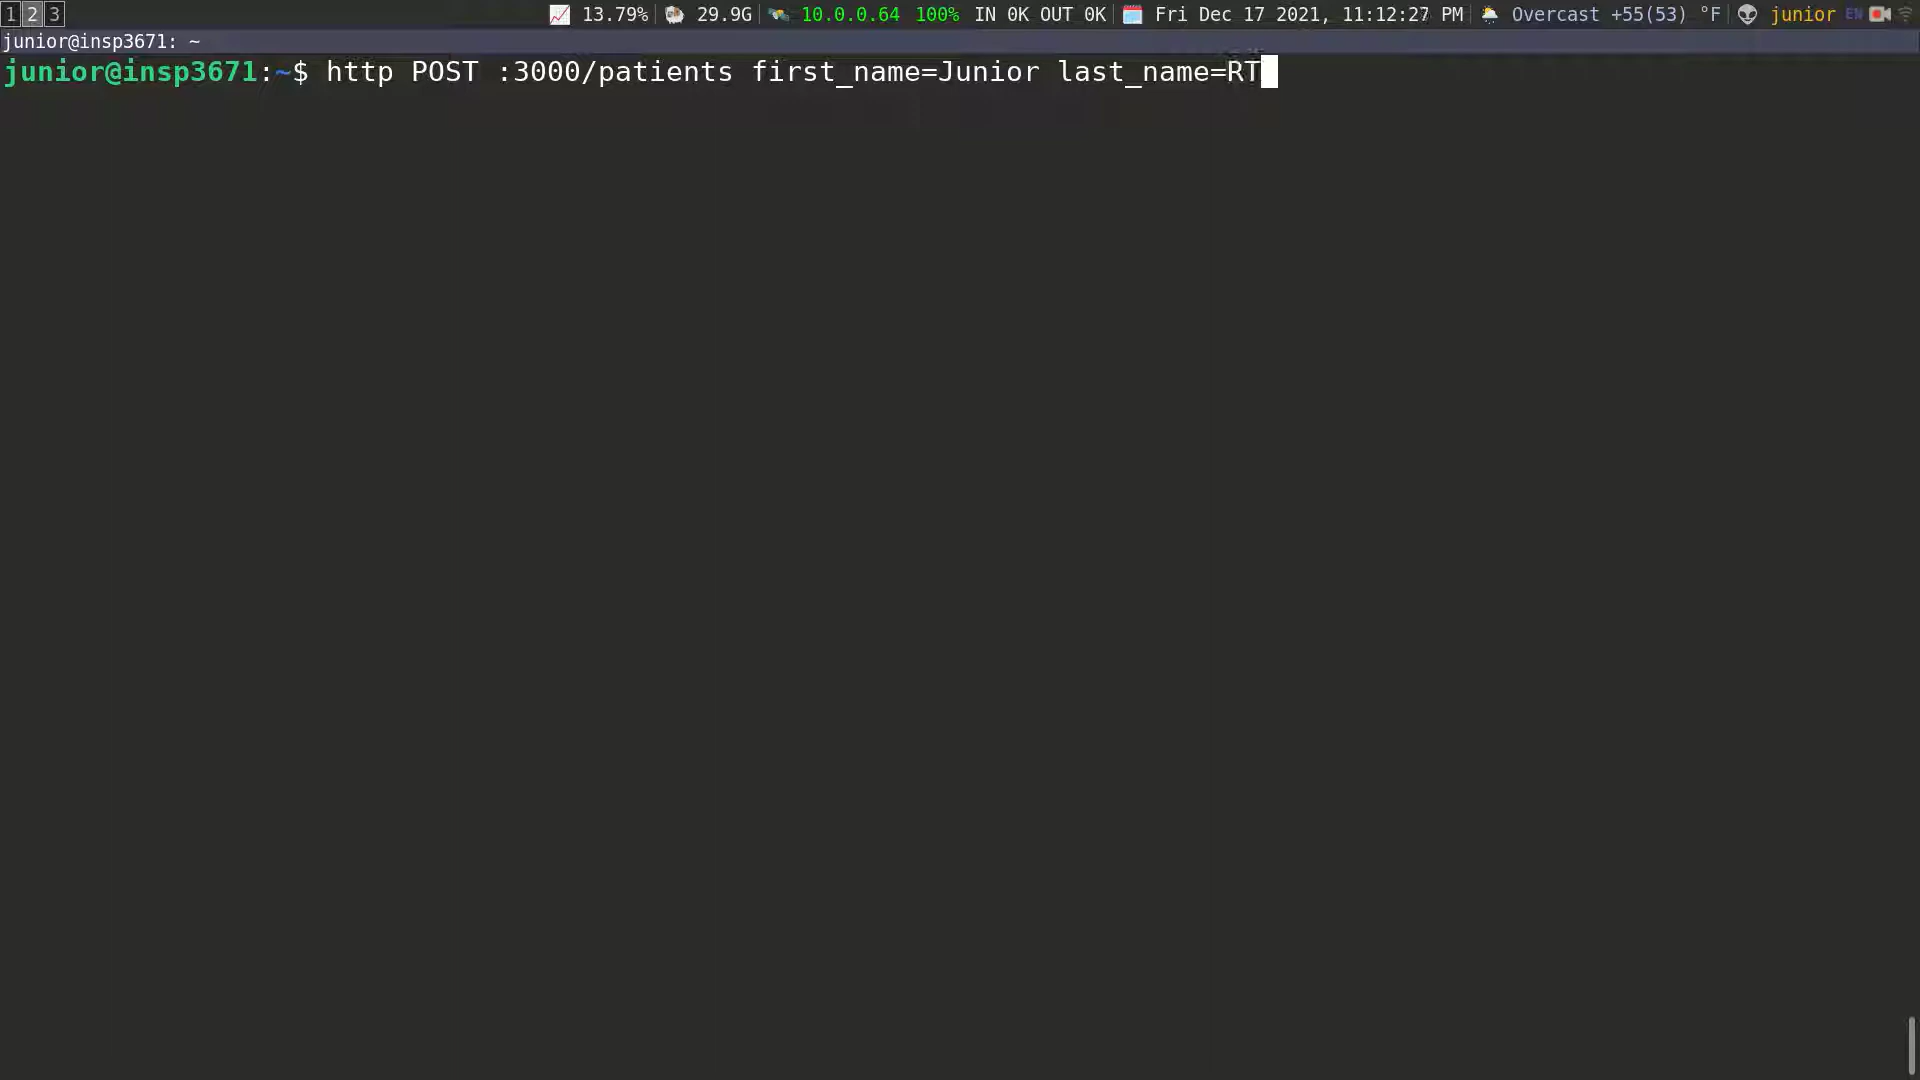 1 2 3 13.79% 29.9G 10.0.0.64 100% IN 0K OUT 0K Fri Dec 17 2021, 11:12:27 PM Overcast +55(53) °F junior EN
junior@insp3671: ~
junior@insp3671:~$ http POST :3000/patients first_name=Junior last_name=RT